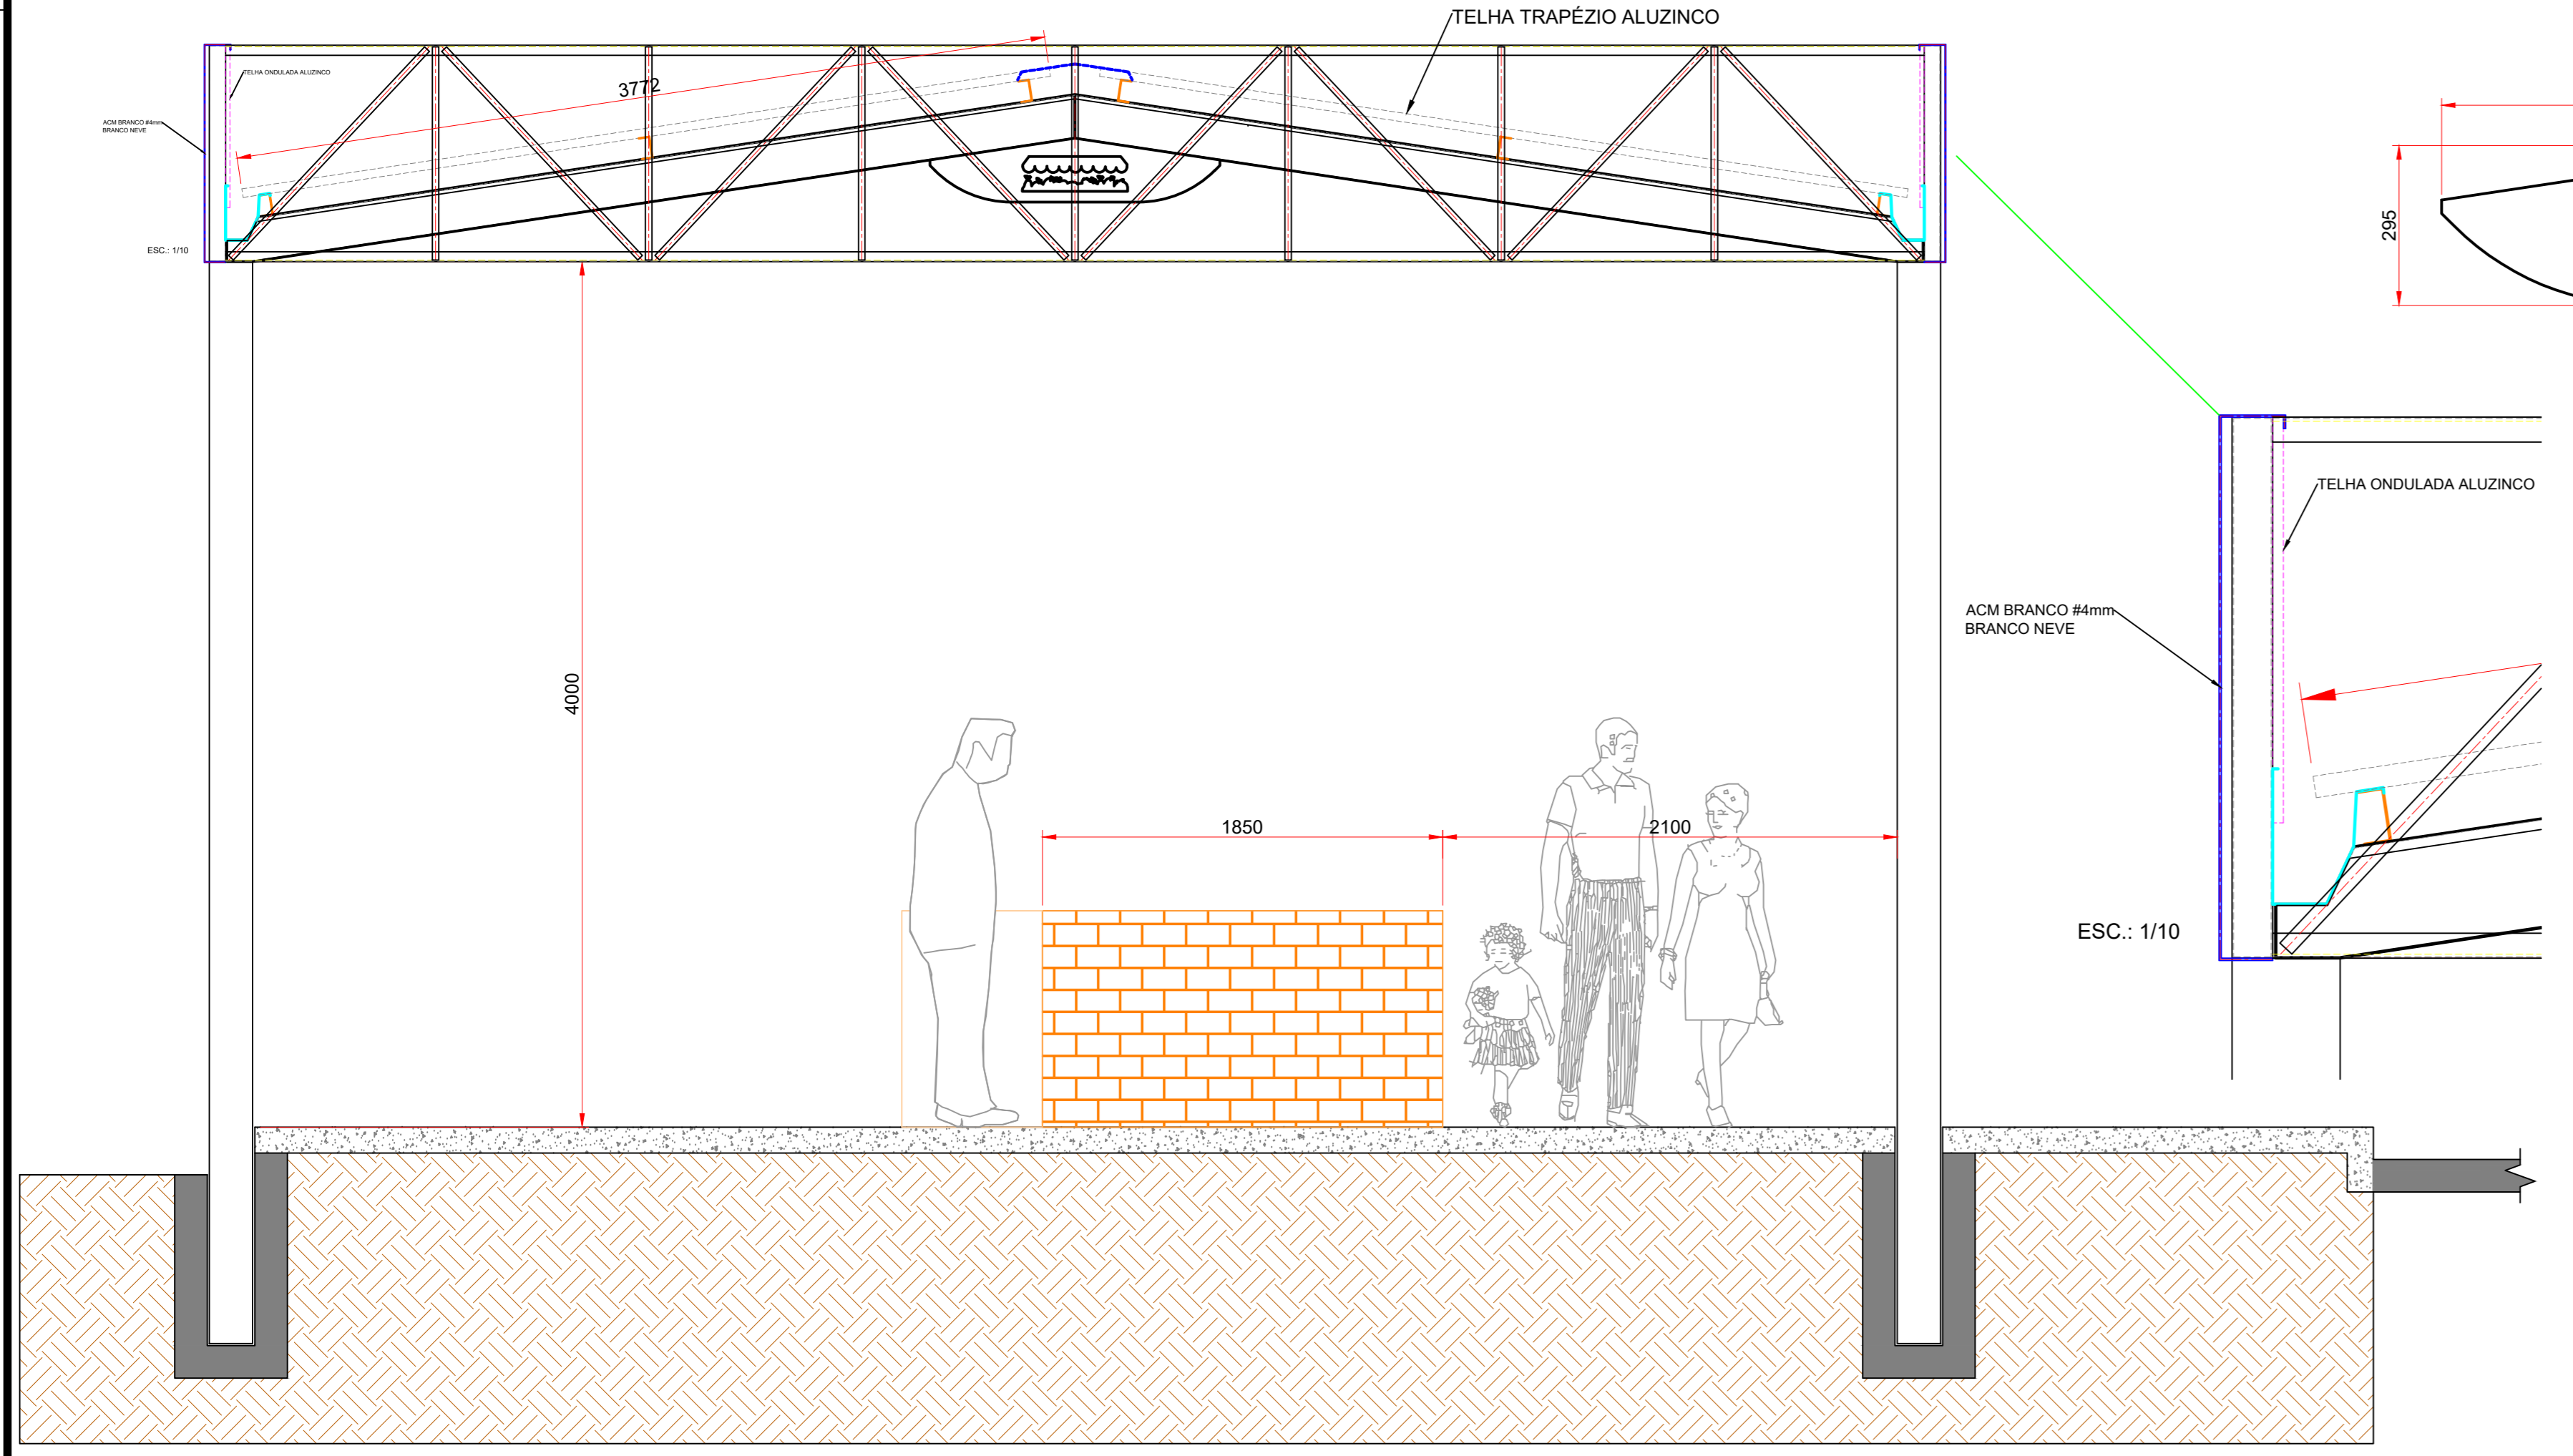 TELHA TRAPÉZIO ALUZINCO
TELHA ONDULADA ALUZINCO
3772
ACM BRANCO #4mm
BRANCO NEVE
ESC.: 1/10
295
TELHA ONDULADA ALUZINCO
ACM BRANCO #4mm
BRANCO NEVE
4000
1850
2100
ESC.: 1/10